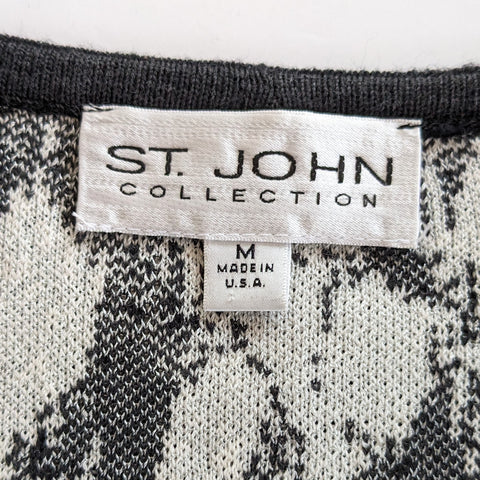 ST. JOHN
COLLECTION
M
MADE IN
U.S.A.